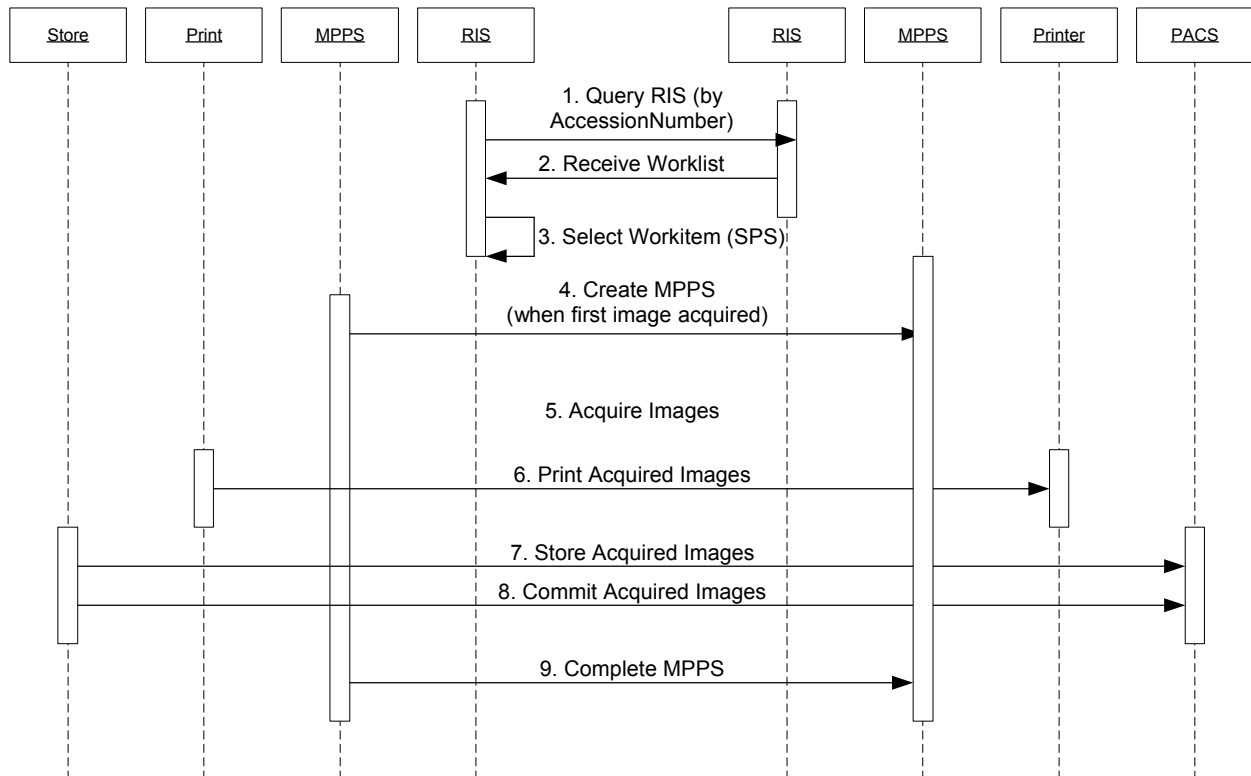 Store
Print
MPPS
RIS
RIS
MPPS
Printer
PACS
1. Query RIS (by
AccessionNumber)
2. Receive Worklist
3. Select Workitem (SPS)
4. Create MPPS
(when first image acquired)
5. Acquire Images
6. Print Acquired Images
7. Store Acquired Images
8. Commit Acquired Images
9. Complete MPPS